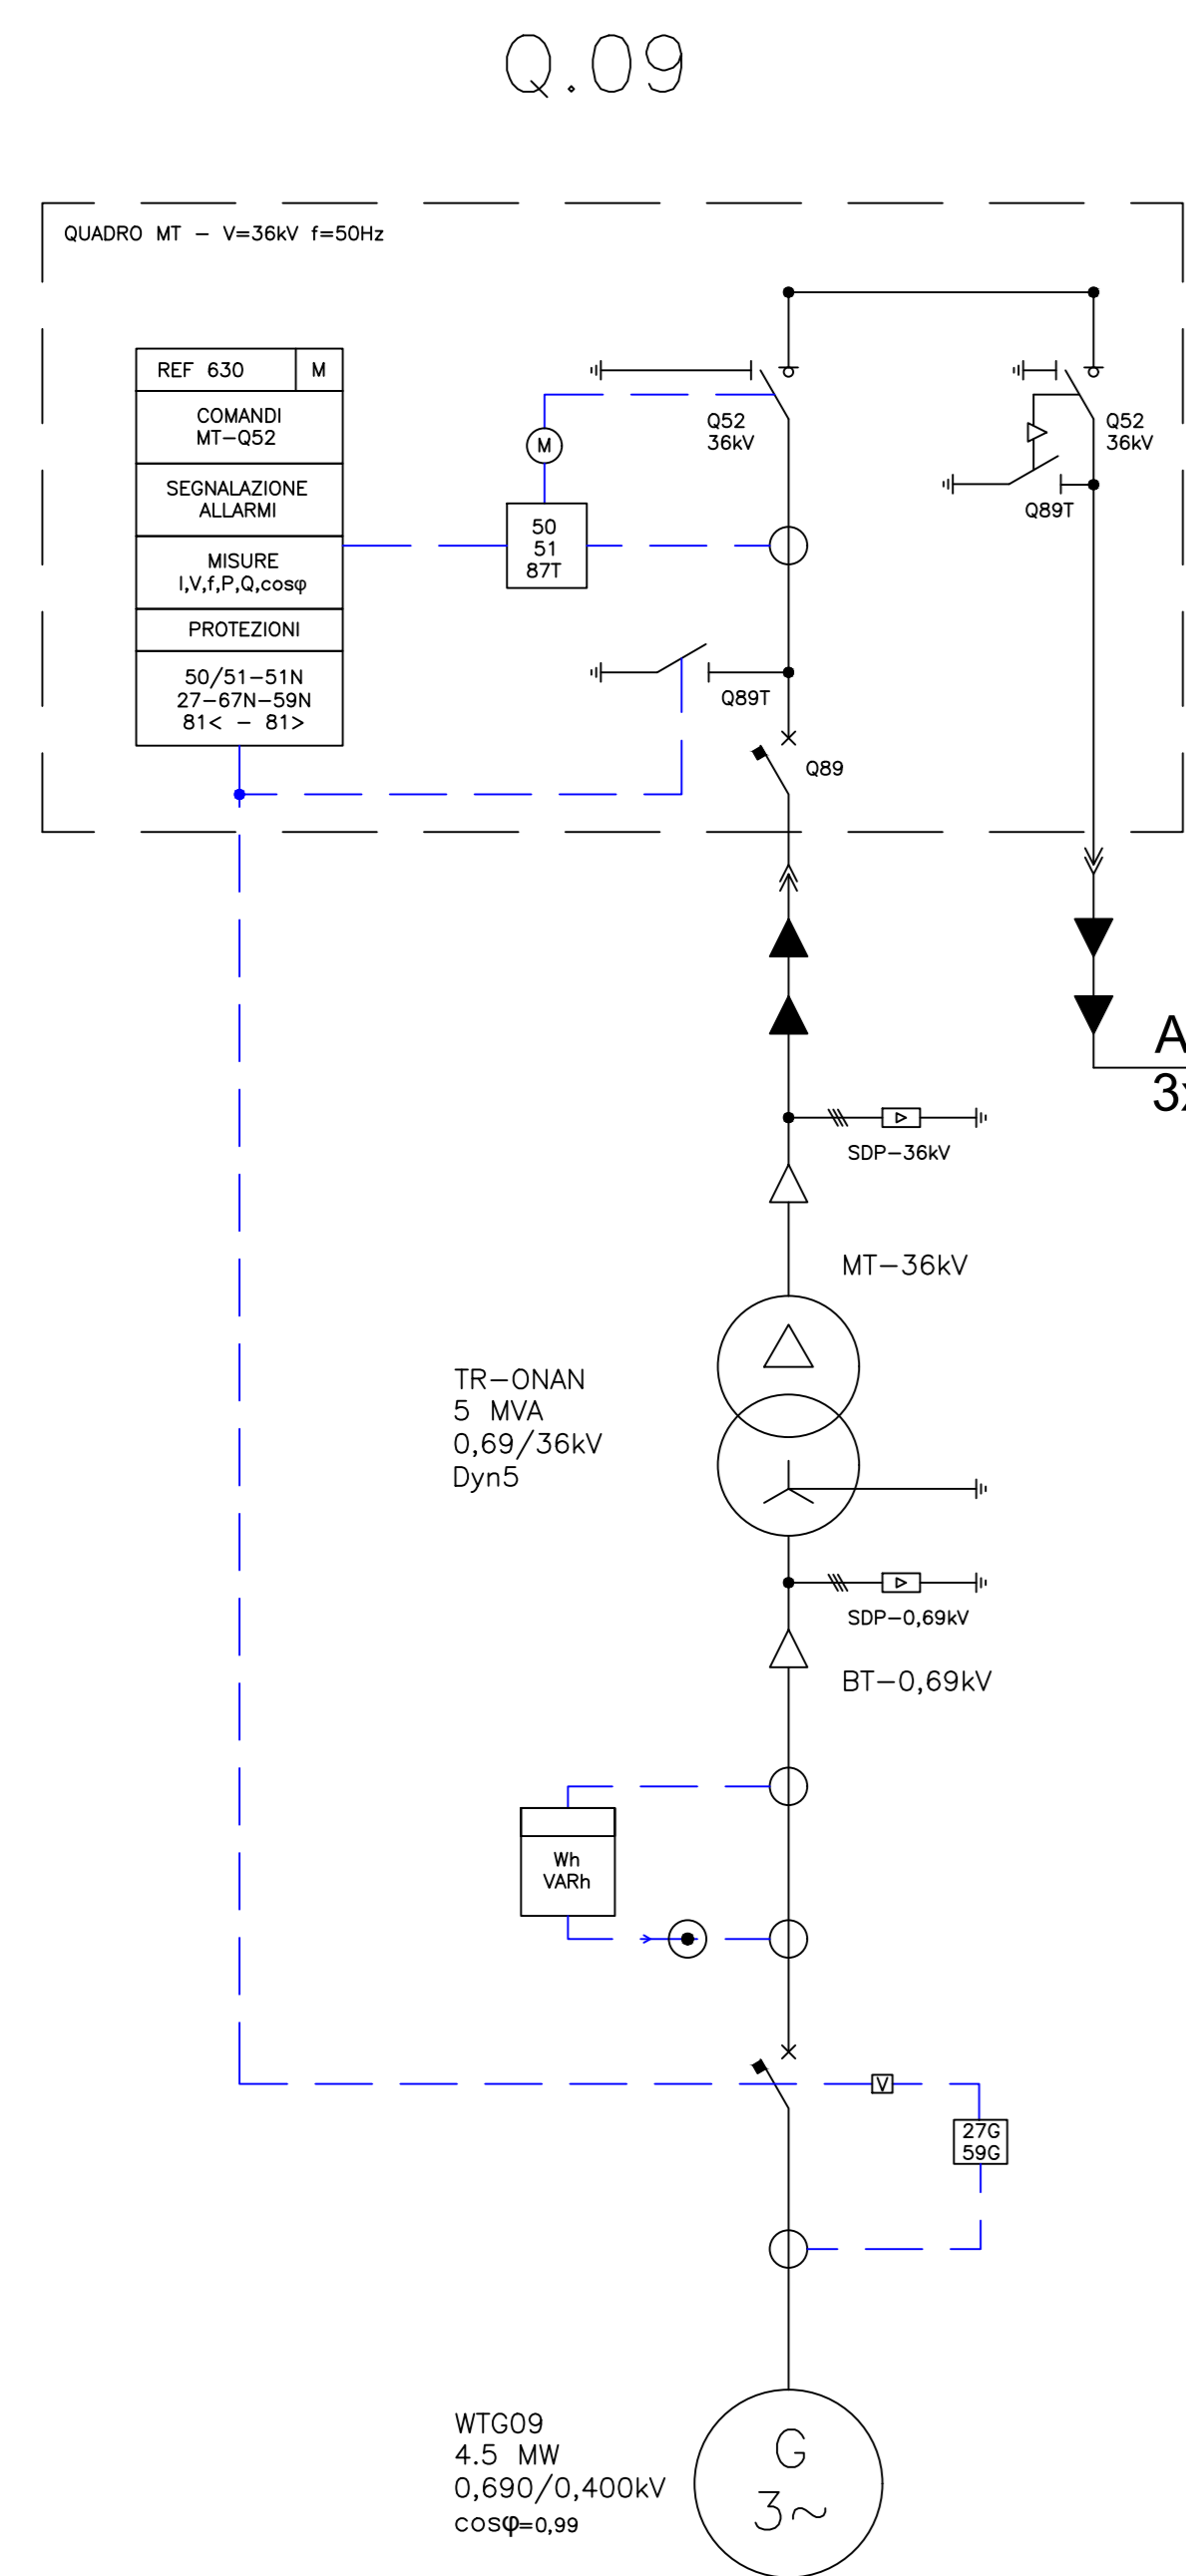 Q.09
QUADRO MT - V=36kV f=50Hz
REF 630
M
COMANDI
MT-Q52
SEGNALAZIONE
ALLARMI
MISURE
I,V,f,P,Q,cosφ
PROTEZIONI
50/51-51N
27-67N-59N
81< - 81>
M
50
51
87T
Q52
36kV
Q89T
Q89
Q52
36kV
Q89T
A
3x
SDP-36kV
MT-36kV
TR-ONAN
5 MVA
0,69/36kV
Dyn5
SDP-0,69kV
BT-0,69kV
Wh
VARh
V
27G
59G
WTG09
4.5 MW
0,690/0,400kV
cosφ=0,99
G
3~